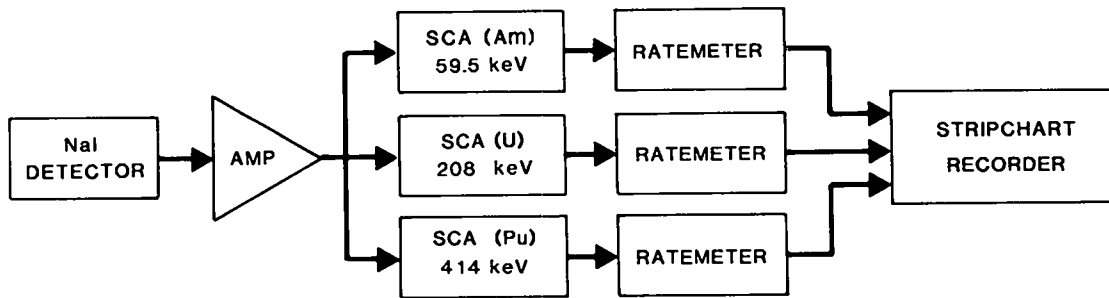 SCA (Am)
59.5 keV
RATEMETER
NaI
DETECTOR
AMP
SCA (U)
208 keV
RATEMETER
STRIPCHART
RECORDER
SCA (Pu)
414 keV
RATEMETER